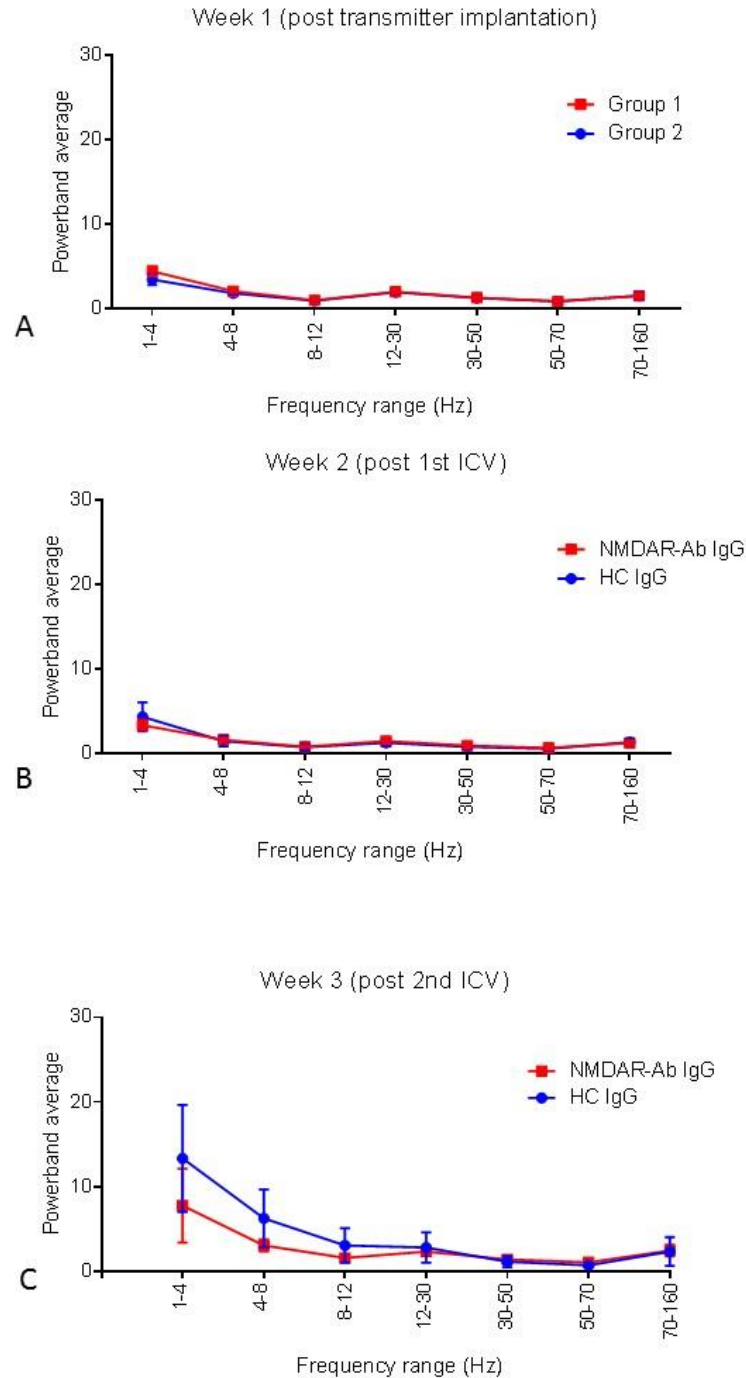 Week 1 (post transmitter implantation)
30
20
10
0
Powerband average
Group 1
Group 2
A
1-4
4-8
8-12
12-30
30-50
50-70
70-160
Frequency range (Hz)
Week 2 (post 1st ICV)
30
20
10
0
Powerband average
NMDAR-Ab IgG
HC IgG
B
1-4
4-8
8-12
12-30
30-50
50-70
70-160
Frequency range (Hz)
Week 3 (post 2nd ICV)
30
20
10
0
Powerband average
NMDAR-Ab IgG
HC IgG
C
1-4
4-8
8-12
12-30
30-50
50-70
70-160
Frequency range (Hz)